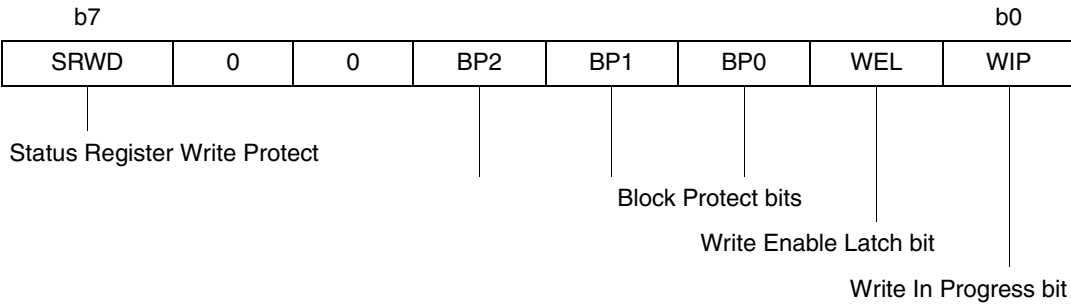 b7 b0
SRWD 0 0 BP2 BP1 BP0 WEL WIP
Status Register Write Protect
Block Protect bits
Write Enable Latch bit
Write In Progress bit